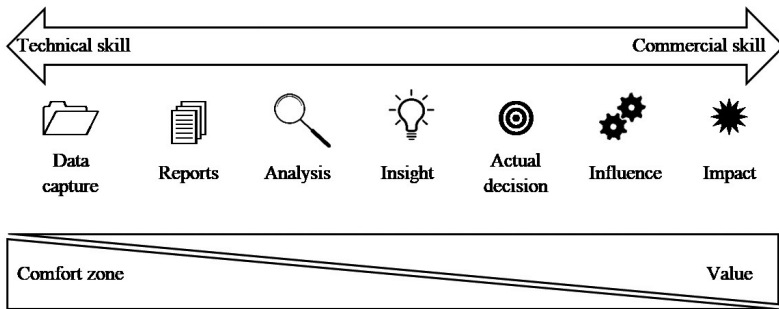 Technical skill
Commercial skill
Data
capture
Reports
Analysis
Insight
Actual
decision
Influence
Impact
Comfort zone
Value